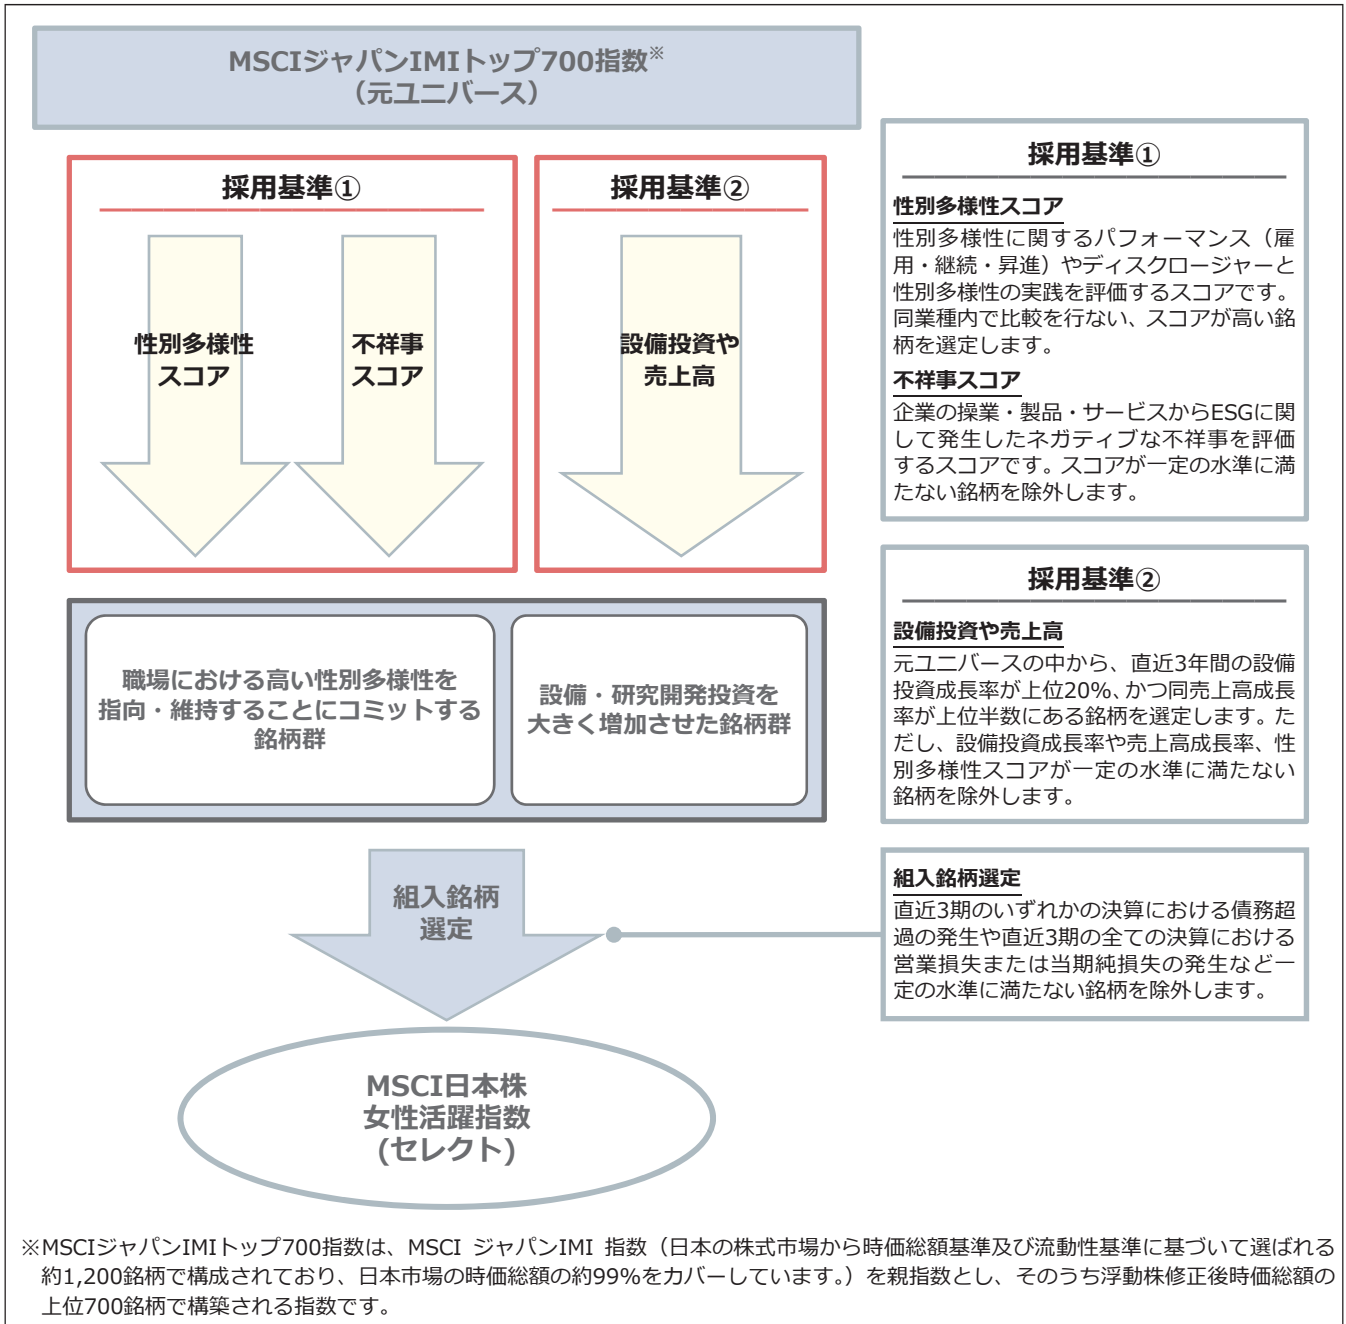 MSCIジャパンIMIトップ700指数※
（元ユニバース）
採用基準①
性別多様性
スコア
不祥事
スコア
採用基準②
設備投資や
売上高
職場における高い性別多様性を
指向・維持することにコミットする
銘柄群
設備・研究開発投資を
大きく増加させた銘柄群
組入銘柄
選定
MSCI日本株
女性活躍指数
(セレクト)
採用基準①
性別多様性スコア
性別多様性に関するパフォーマンス（雇
用・継続・昇進）やディスクロージャーと
性別多様性の実践を評価するスコアです。
同業種内で比較を行ない、スコアが高い銘
柄を選定します。
不祥事スコア
企業の操業・製品・サービスからESGに関
して発生したネガティブな不祥事を評価
するスコアです。スコアが一定の水準に満
たない銘柄を除外します。
採用基準②
設備投資や売上高
元ユニバースの中から、直近3年間の設備
投資成長率が上位20%、かつ同売上高成長
率が上位半数にある銘柄を選定します。た
だし、設備投資成長率や売上高成長率、性
別多様性スコアが一定の水準に満たない
銘柄を除外します。
組入銘柄選定
直近3期のいずれかの決算における債務超
過の発生や直近3期の全ての決算における
営業損失または当期純損失の発生など一
定の水準に満たない銘柄を除外します。
※MSCIジャパンIMIトップ700指数は、MSCI ジャパンIMI 指数（日本の株式市場から時価総額基準及び流動性基準に基づいて選ばれる
約1,200銘柄で構成されており、日本市場の時価総額の約99%をカバーしています。）を親指数とし、そのうち浮動株修正後時価総額の
上位700銘柄で構築される指数です。